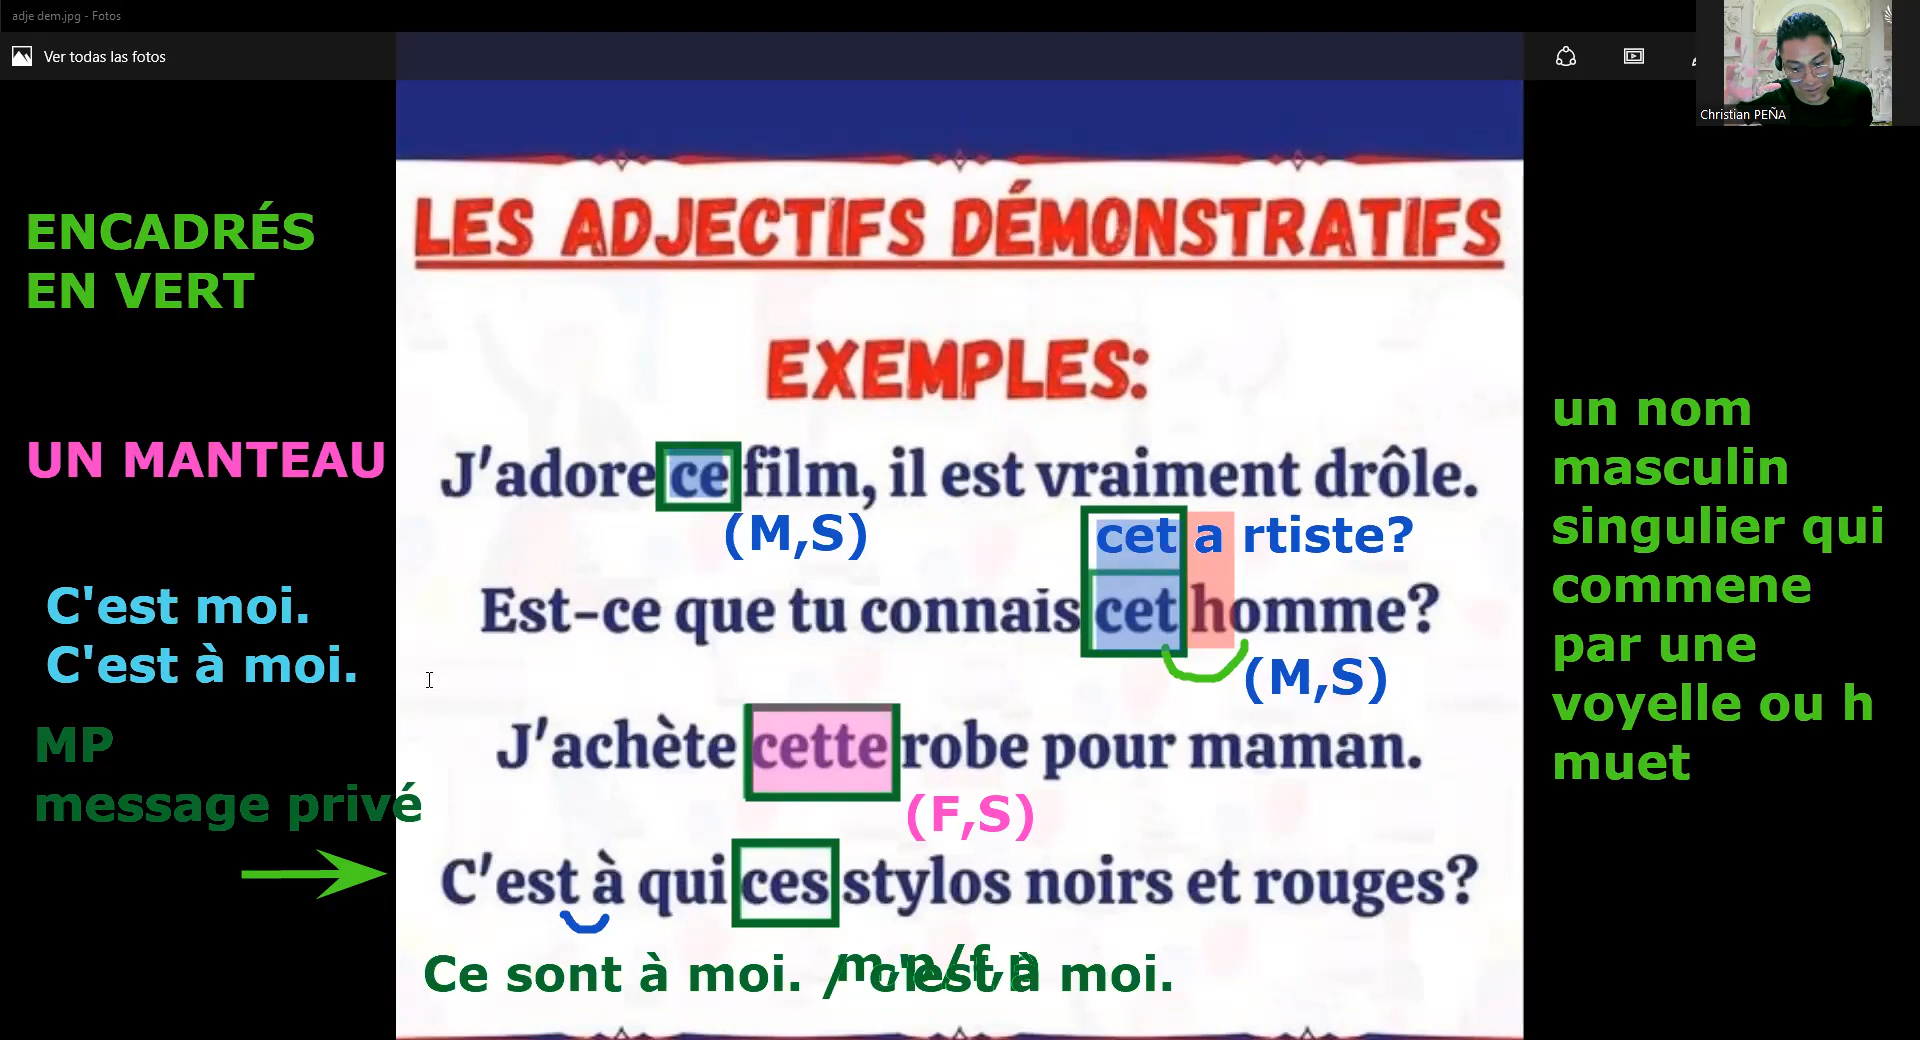 adje dem.jpg - Fotos
Ver todas las fotos
Christian PEÑA
LES ADJECTIFS DÉMONSTRATIFS
EXEMPLES:
J'adore ce film, il est vraiment drôle.
(M,S)
cet a rtiste?
Est-ce que tu connais cet homme?
(M,S)
J'achète cette robe pour maman.
(F,S)
C'est à qui ces stylos noirs et rouges?
m,p/f,p
Ce sont à moi. / c'est à moi.
ENCADRÉS
EN VERT
UN MANTEAU
C'est moi.
C'est à moi.
MP
message privé
un nom
masculin
singulier qui
commene
par une
voyelle ou h
muet